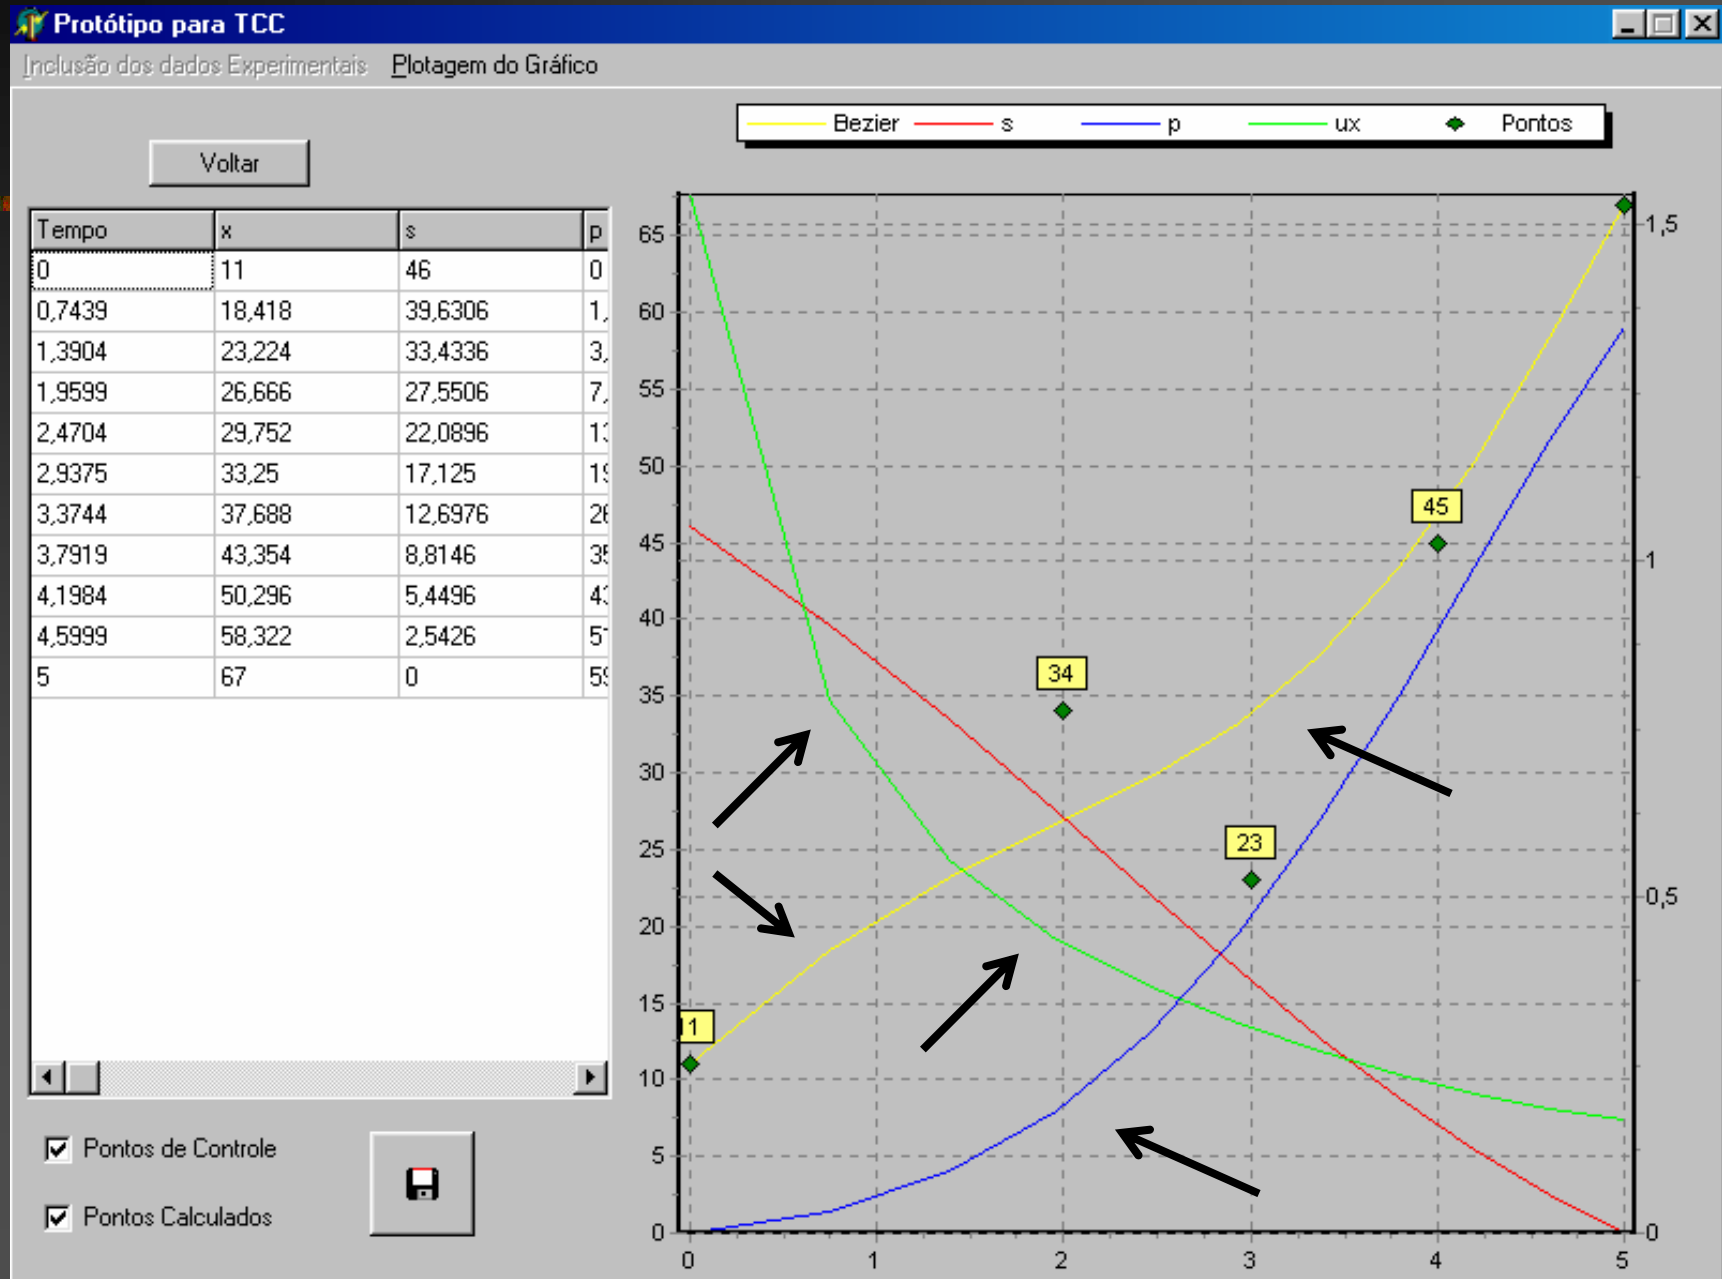 Protótipo para TCC
Inclusão dos dados Experimentais Plotagem do Gráfico
Voltar
Bezier s p ux Pontos
Tempo x s p
0 11 46 0
0,7439 18,418 39,6306 1,
1,3904 23,224 33,4336 3,
1,9599 26,666 27,5506 7,
2,4704 29,752 22,0896
2,9375 33,25 17,125
3,3744 37,688 12,6976
3,7919 43,354 8,8146
4,1984 50,296 5,4496
4,5999 58,322 2,5426
5 67 0
Pontos de Controle
Pontos Calculados
65
60
55
50
45
40
35
30
25
20
15
10
5
0
45
34
23
1,5
1
0,5
0
0 1 2 3 4 5